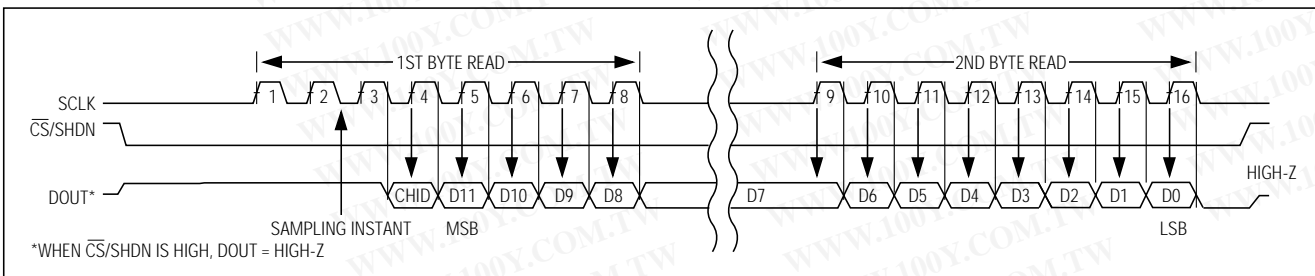 1ST BYTE READ
2ND BYTE READ
SCLK 1 2 3 4 5 6 7 8 9 10 11 12 13 14 15 16
CS/SHDN
HIGH-Z
DOUT* CHID D11 D10 D9 D8 D7 D6 D5 D4 D3 D2 D1 D0
SAMPLING INSTANT MSB LSB
*WHEN CS/SHDN IS HIGH, DOUT = HIGH-Z
WWW.100Y.COM.TW